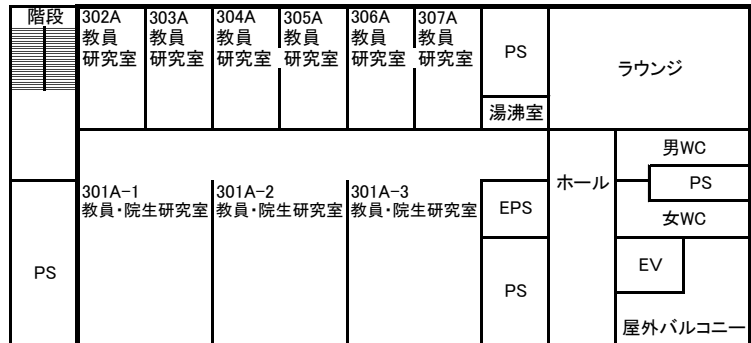 階段
302A
教員
研究室
303A
教員
研究室
304A
教員
研究室
305A
教員
研究室
306A
教員
研究室
307A
教員
研究室
PS
ラウンジ
湯沸室
男WC
ホール
PS
301A-1
教員・院生研究室
301A-2
教員・院生研究室
301A-3
教員・院生研究室
EPS
女WC
PS
EV
PS
屋外バルコニー